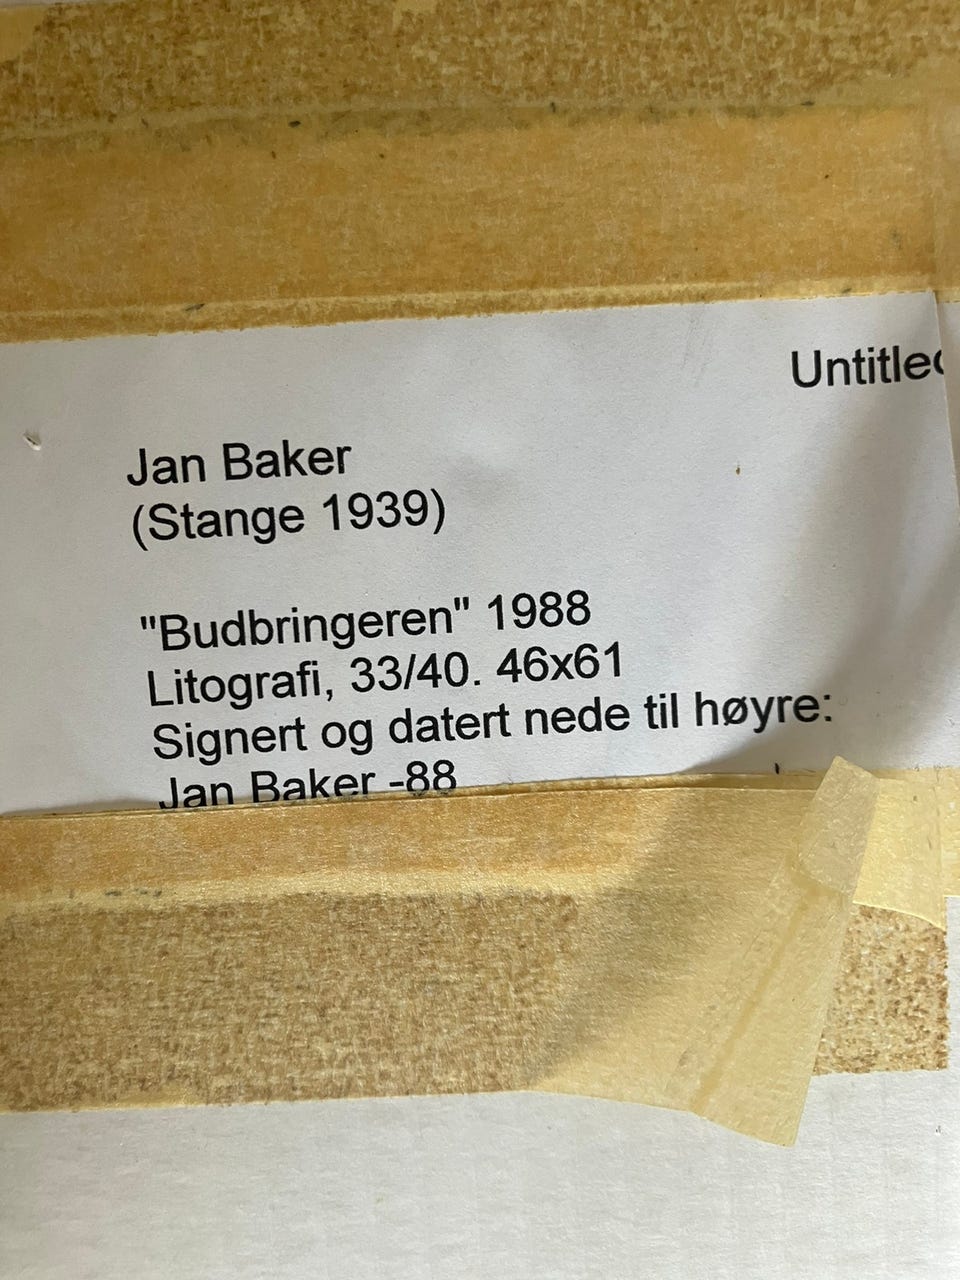 Untitled
Jan Baker
(Stange 1939)
"Budbringeren" 1988
Litografi, 33/40. 46x61
Signert og datert nede til høyre:
Jan Baker -88